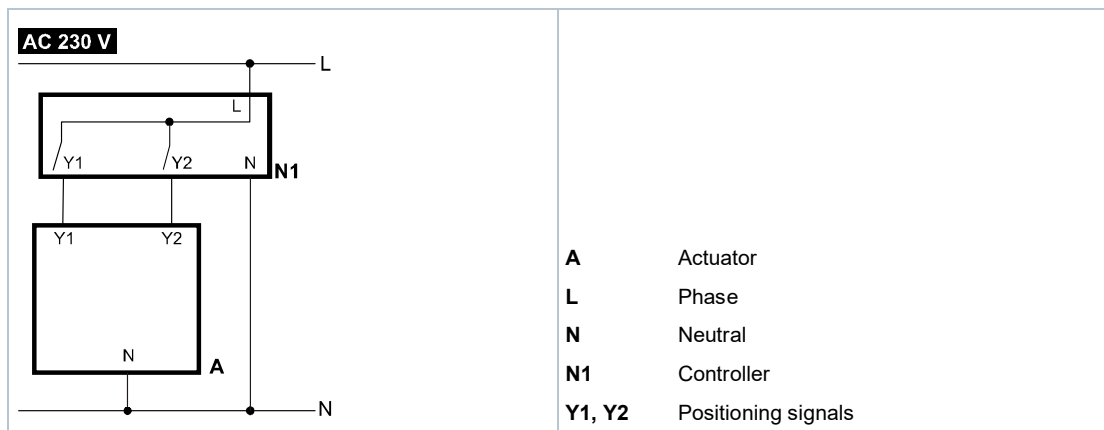 AC 230 V
L
L
Y1 Y2 N
N1
Y1 Y2
N
A
N
A Actuator
L Phase
N Neutral
N1 Controller
Y1, Y2 Positioning signals